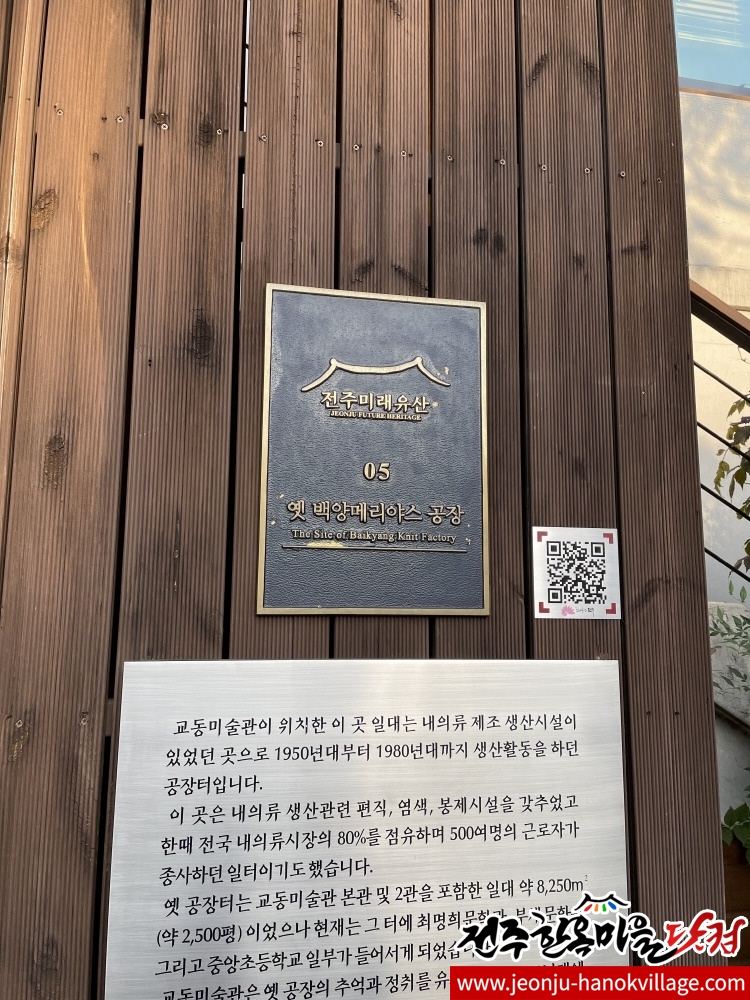 전주미래유산
JEONJU FUTURE HERITAGE
05
옛 백양메리야스 공장
The Site of Baikyang Knit Factory
교동미술관이 위치한 이 곳 일대는 내의류 제조 생산시설이
있었던 곳으로 1950년대부터 1980년대까지 생산활동을 하던
공장터입니다.
이 곳은 내의류 생산관련 편직, 염색, 봉제시설을 갖추었고
한때 전국 내의류시장의 80%를 점유하며 500여명의 근로자가
종사하던 일터이기도 했습니다.
옛 공장터는 교동미술관 본관 및 2관을 포함한 일대 약 8,250m²
(약 2,500평) 이었으나 현재는 그 터에 최명희문학관, 부채문화
그리고 중앙초등학교 일부가 들어서게 되었습니
교동미술관은 옛 공장의 추억과 정취를
전주한옥마을닷컴
www.jeonju-hanokvillage.com